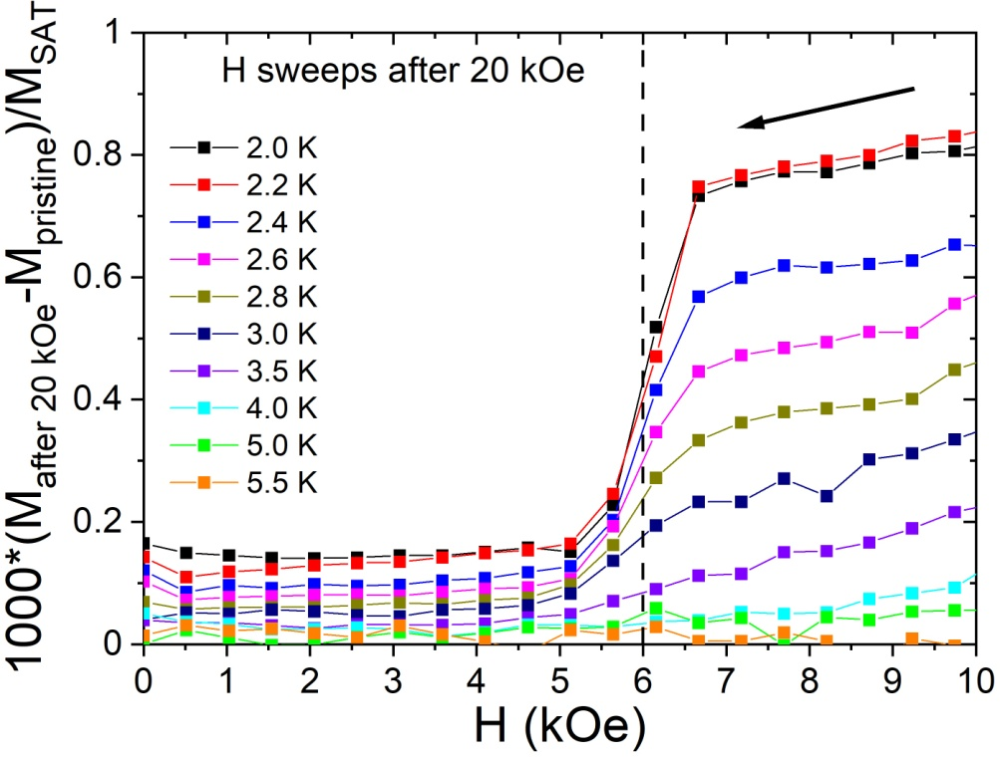 1000*(M after 20 kOe-M pristine)/M SAT
1
0.8
0.6
0.4
0.2
0
H sweeps after 20 kOe
2.0 K
2.2 K
2.4 K
2.6 K
2.8 K
3.0 K
3.5 K
4.0 K
5.0 K
5.5 K
0 1 2 3 4 5 6 7 8 9 10
H (kOe)